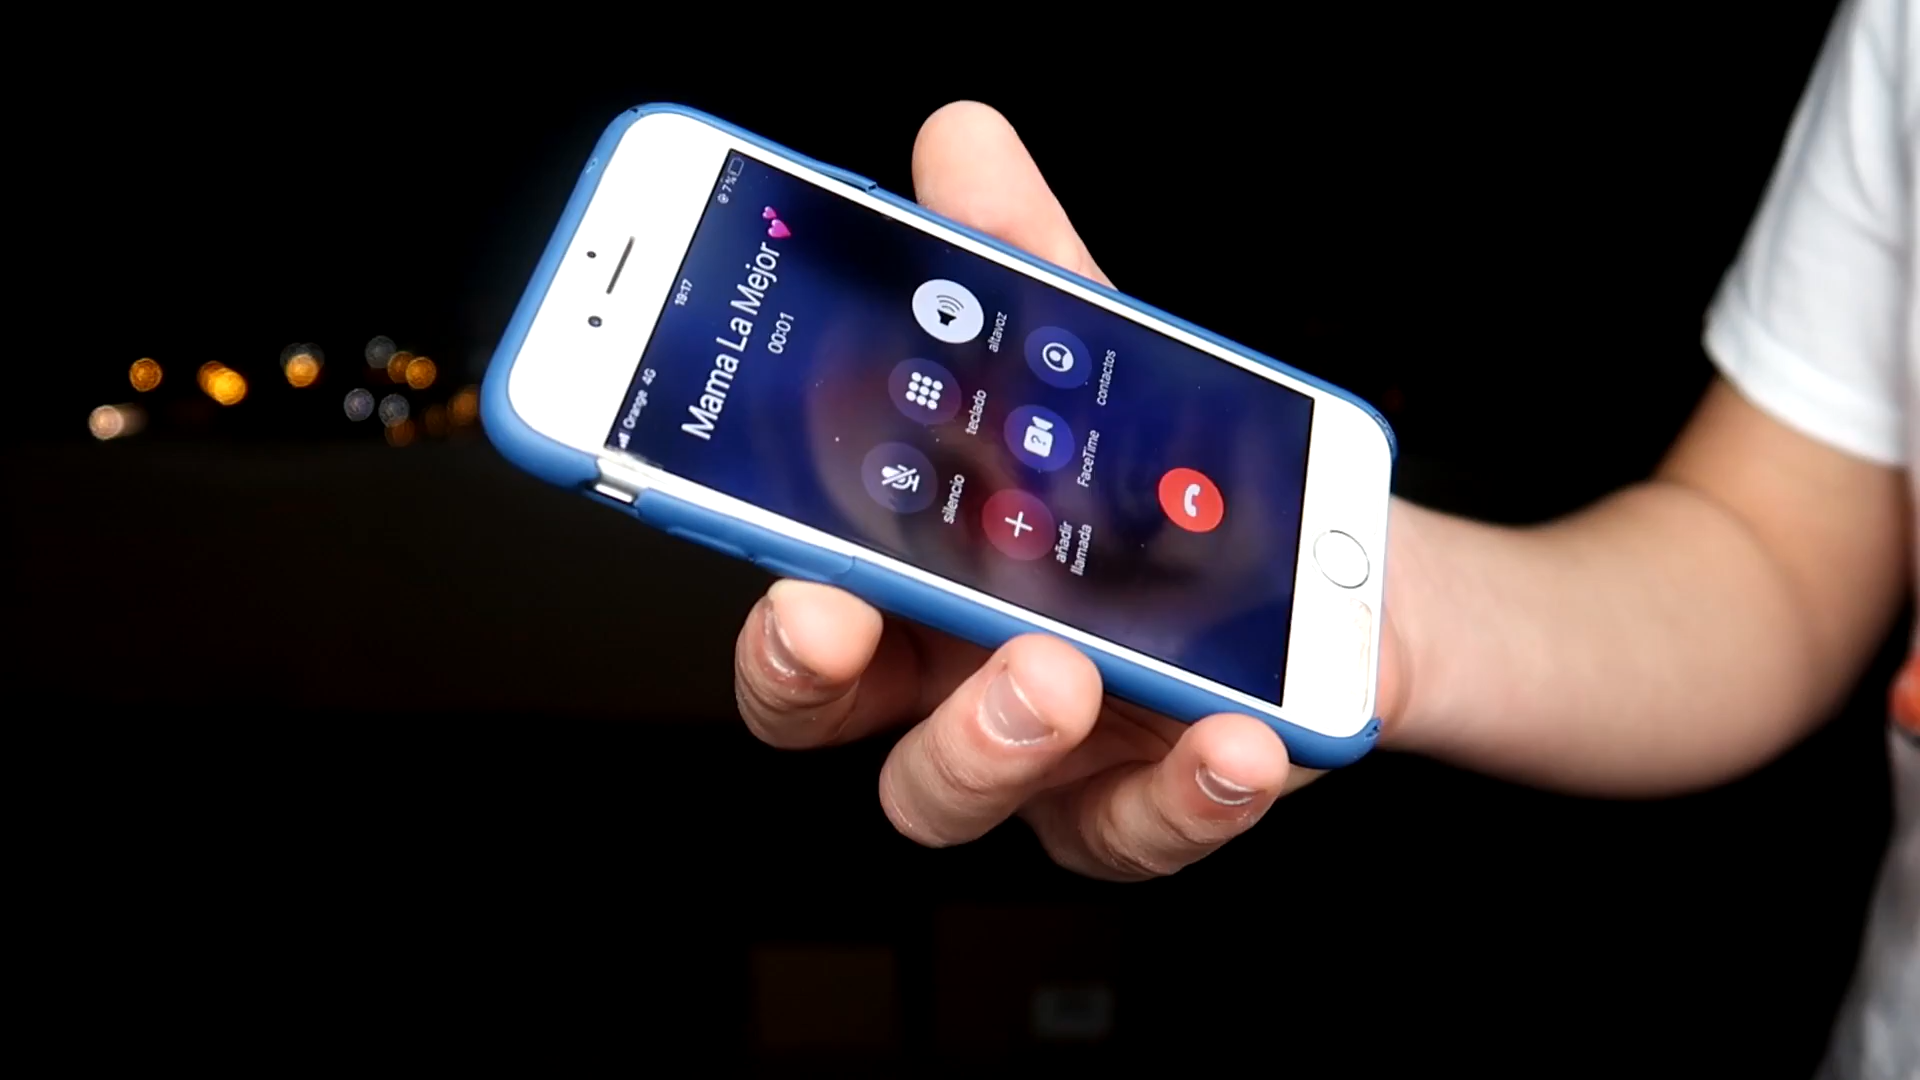 Orange 4G 19:17 7 %
Mama La Mejor💕
00:01
silencio teclado altavoz
añadir
llamada FaceTime contactos